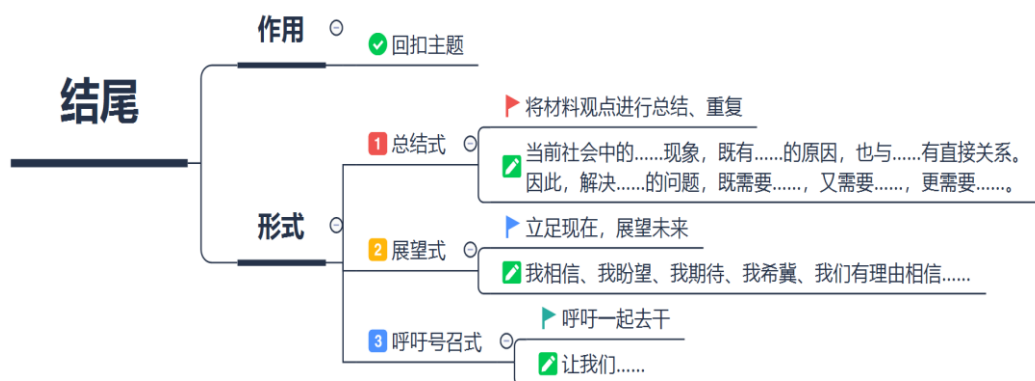 结尾
作用
回扣主题
形式
1 总结式
将材料观点进行总结、重复
当前社会中的……现象，既有……的原因，也与……有直接关系。
因此，解决……的问题，既需要……，又需要……，更需要……。
2 展望式
立足现在，展望未来
我相信、我盼望、我期待、我希冀、我们有理由相信……
3 呼吁号召式
呼吁一起去干
让我们……